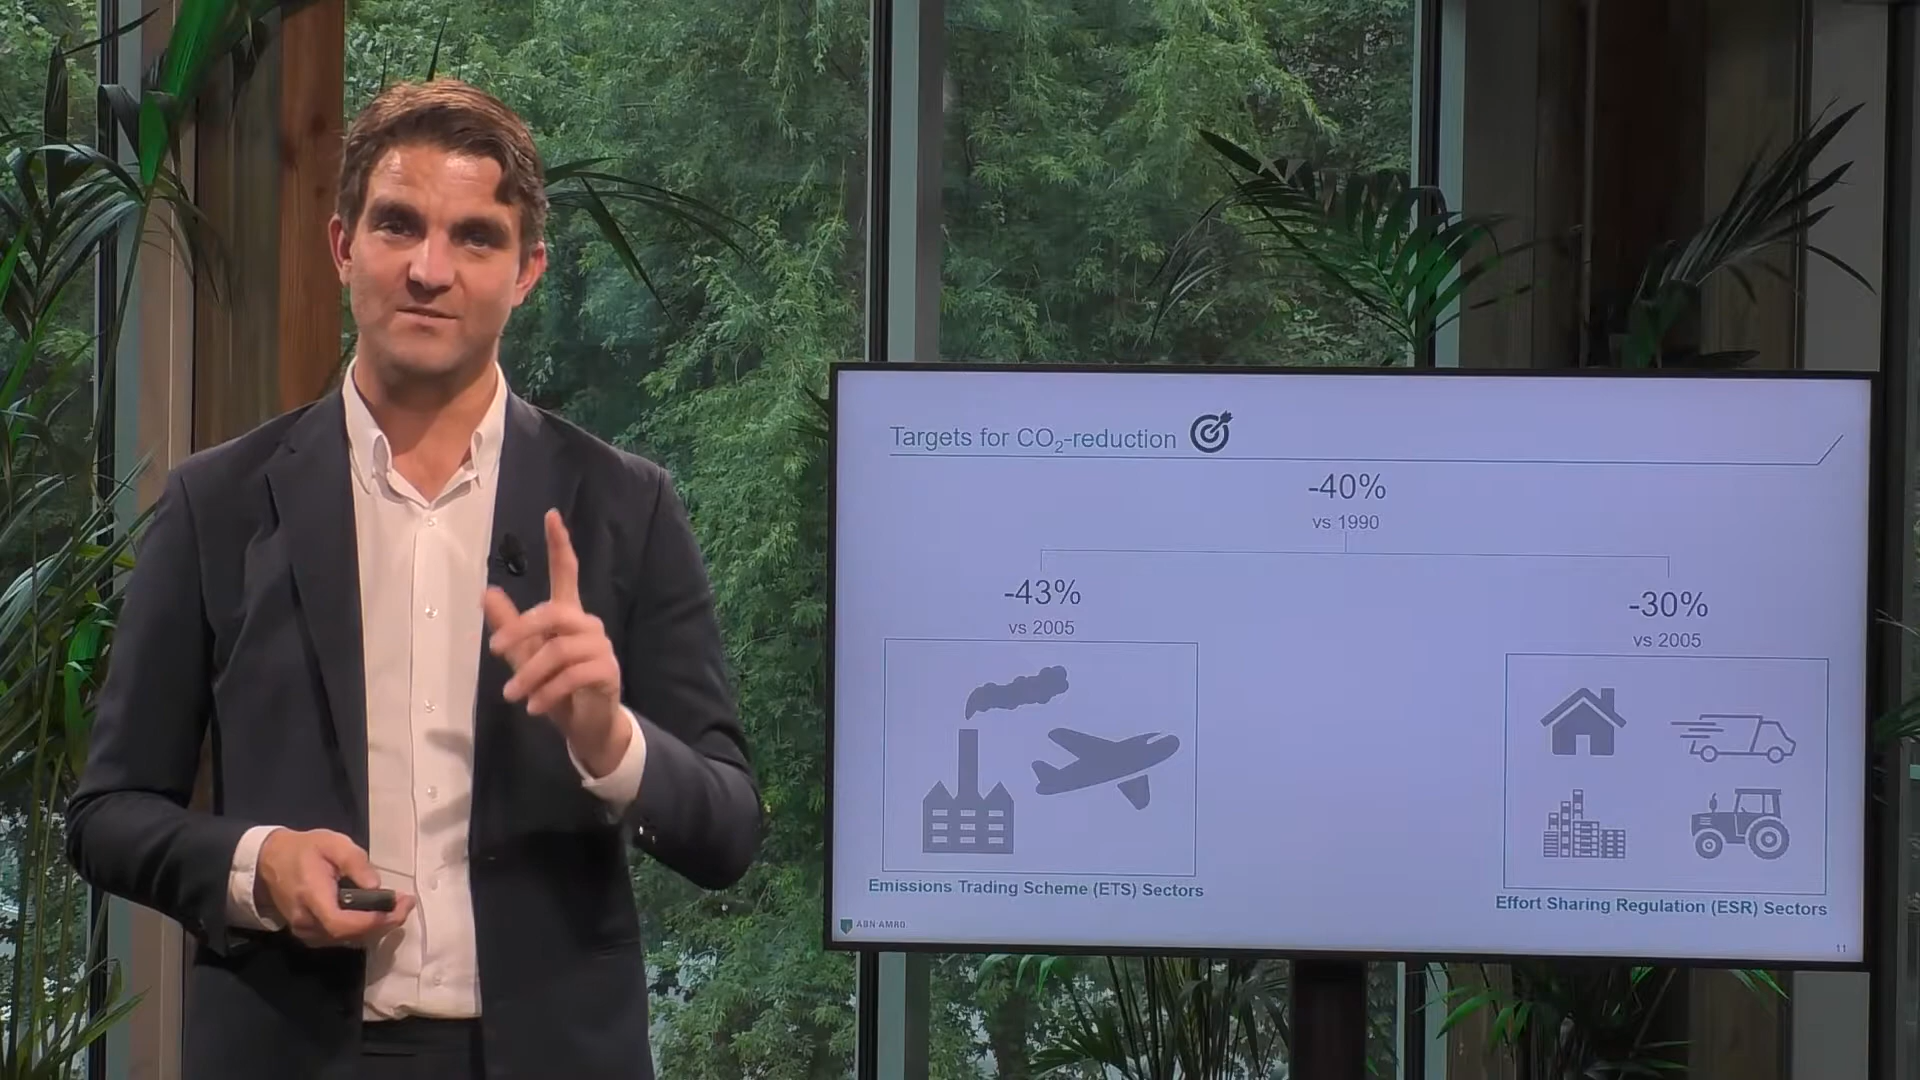 Targets for CO₂-reduction
-40%
vs 1990
-43%
vs 2005
-30%
vs 2005
Emissions Trading Scheme (ETS) Sectors
Effort Sharing Regulation (ESR) Sectors
ABN·AMRO
11